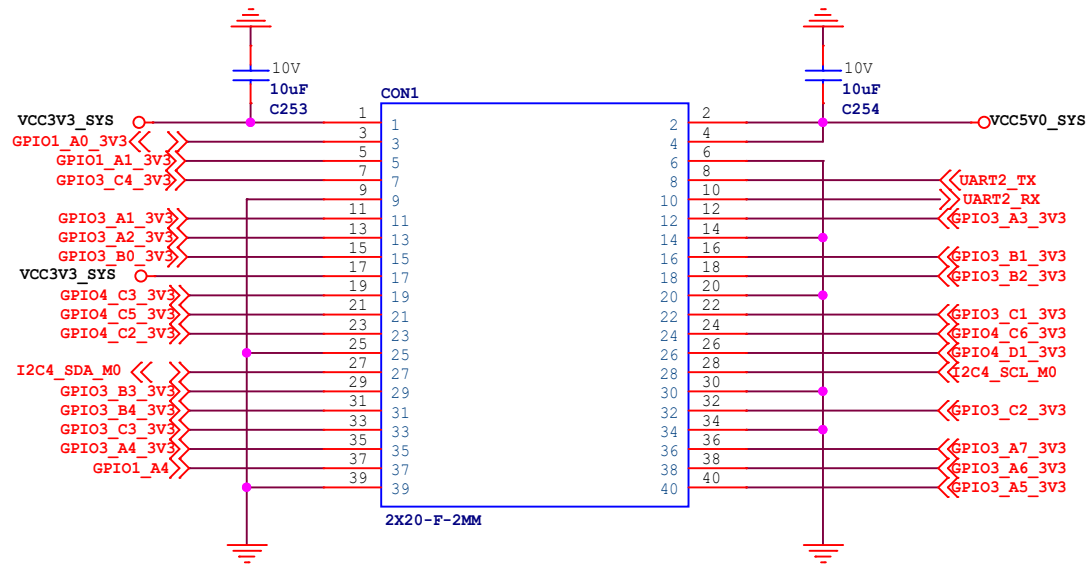 10V
10uF
C253
10V
10uF
C254
CON1
VCC3V3_SYS 1 1 2 2 VCC5V0_SYS
GPIO1_A0_3V3 3 3 4 4
GPIO1_A1_3V3 5 5 6 6
GPIO3_C4_3V3 7 7 8 8 UART2_TX
9 9 10 10 UART2_RX
GPIO3_A1_3V3 11 11 12 12 GPIO3_A3_3V3
GPIO3_A2_3V3 13 13 14 14
GPIO3_B0_3V3 15 15 16 16 GPIO3_B1_3V3
VCC3V3_SYS 17 17 18 18 GPIO3_B2_3V3
GPIO4_C3_3V3 19 19 20 20
GPIO4_C5_3V3 21 21 22 22 GPIO3_C1_3V3
GPIO4_C2_3V3 23 23 24 24 GPIO4_C6_3V3
25 25 26 26 GPIO4_D1_3V3
I2C4_SDA_M0 27 27 28 28 I2C4_SCL_M0
GPIO3_B3_3V3 29 29 30 30
GPIO3_B4_3V3 31 31 32 32 GPIO3_C2_3V3
GPIO3_C3_3V3 33 33 34 34
GPIO3_A4_3V3 35 35 36 36 GPIO3_A7_3V3
GPIO1_A4 37 37 38 38 GPIO3_A6_3V3
39 39 40 40 GPIO3_A5_3V3
2X20-F-2MM